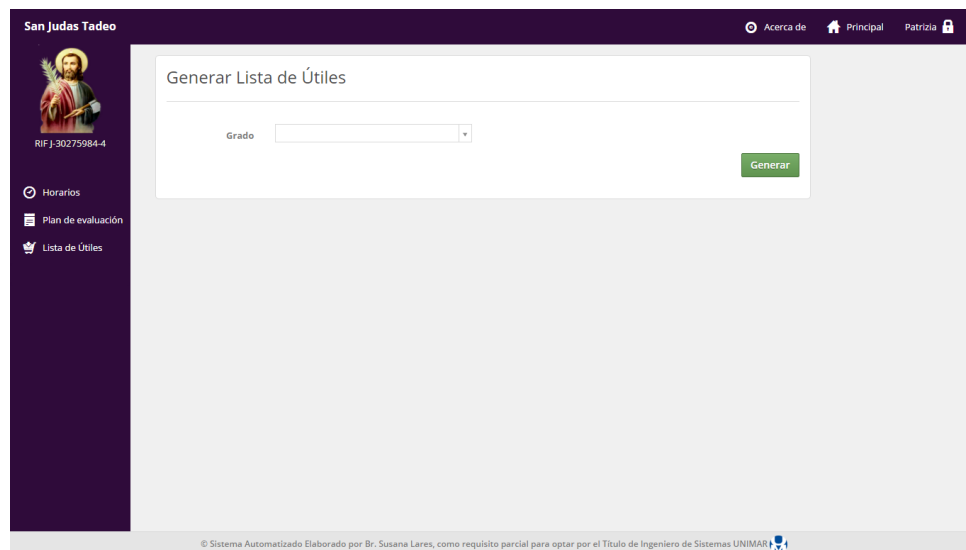 San Judas Tadeo
Acerca de
Principal
Patrizia
RIF J-30275984-4
Horarios
Plan de evaluación
Lista de Útiles
Generar Lista de Útiles
Grado
Generar
© Sistema Automatizado Elaborado por Br. Susana Lares, como requisito parcial para optar por el Título de Ingeniero de Sistemas UNIMAR